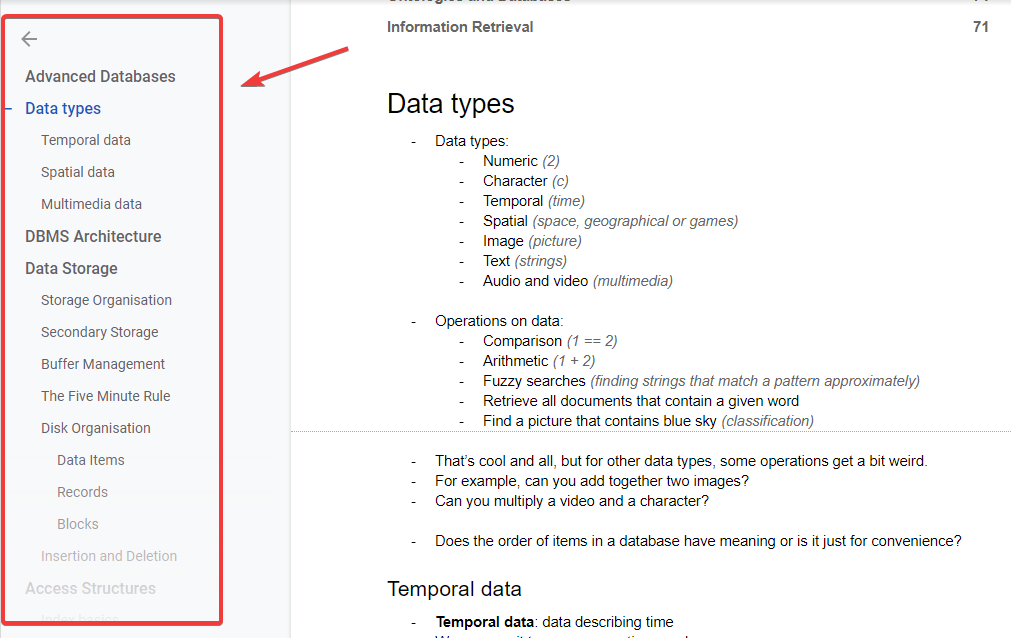 Advanced Databases
Data types
Temporal data
Spatial data
Multimedia data
DBMS Architecture
Data Storage
Storage Organisation
Secondary Storage
Buffer Management
The Five Minute Rule
Disk Organisation
Data Items
Records
Blocks
Insertion and Deletion
Access Structures
Index basics
Ontologies and Databases
Information Retrieval 71
Data types
- Data types:
- Numeric (2)
- Character (c)
- Temporal (time)
- Spatial (space, geographical or games)
- Image (picture)
- Text (strings)
- Audio and video (multimedia)
- Operations on data:
- Comparison (1 == 2)
- Arithmetic (1 + 2)
- Fuzzy searches (finding strings that match a pattern approximately)
- Retrieve all documents that contain a given word
- Find a picture that contains blue sky (classification)
- That’s cool and all, but for other data types, some operations get a bit weird.
- For example, can you add together two images?
- Can you multiply a video and a character?
- Does the order of items in a database have meaning or is it just for convenience?
Temporal data
- Temporal data: data describing time